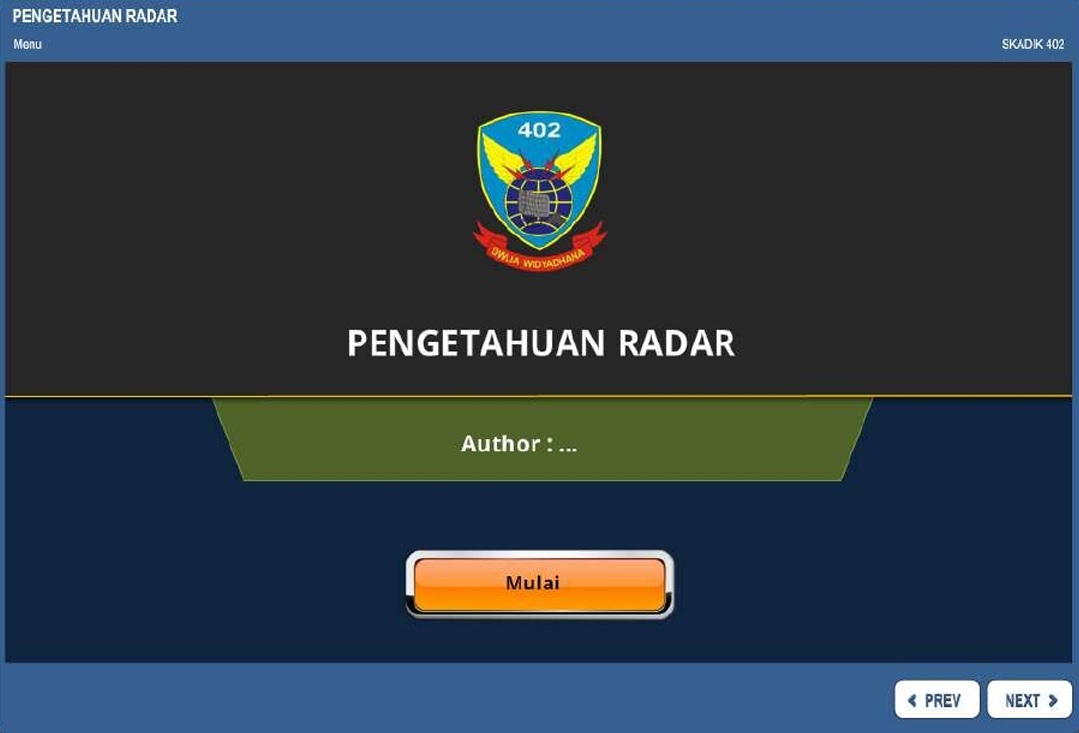 PENGETAHUAN RADAR
Menu
SKADIK 402
402
DWIJA WIDYADHANA
PENGETAHUAN RADAR
Author : ...
Mulai
PREV
NEXT